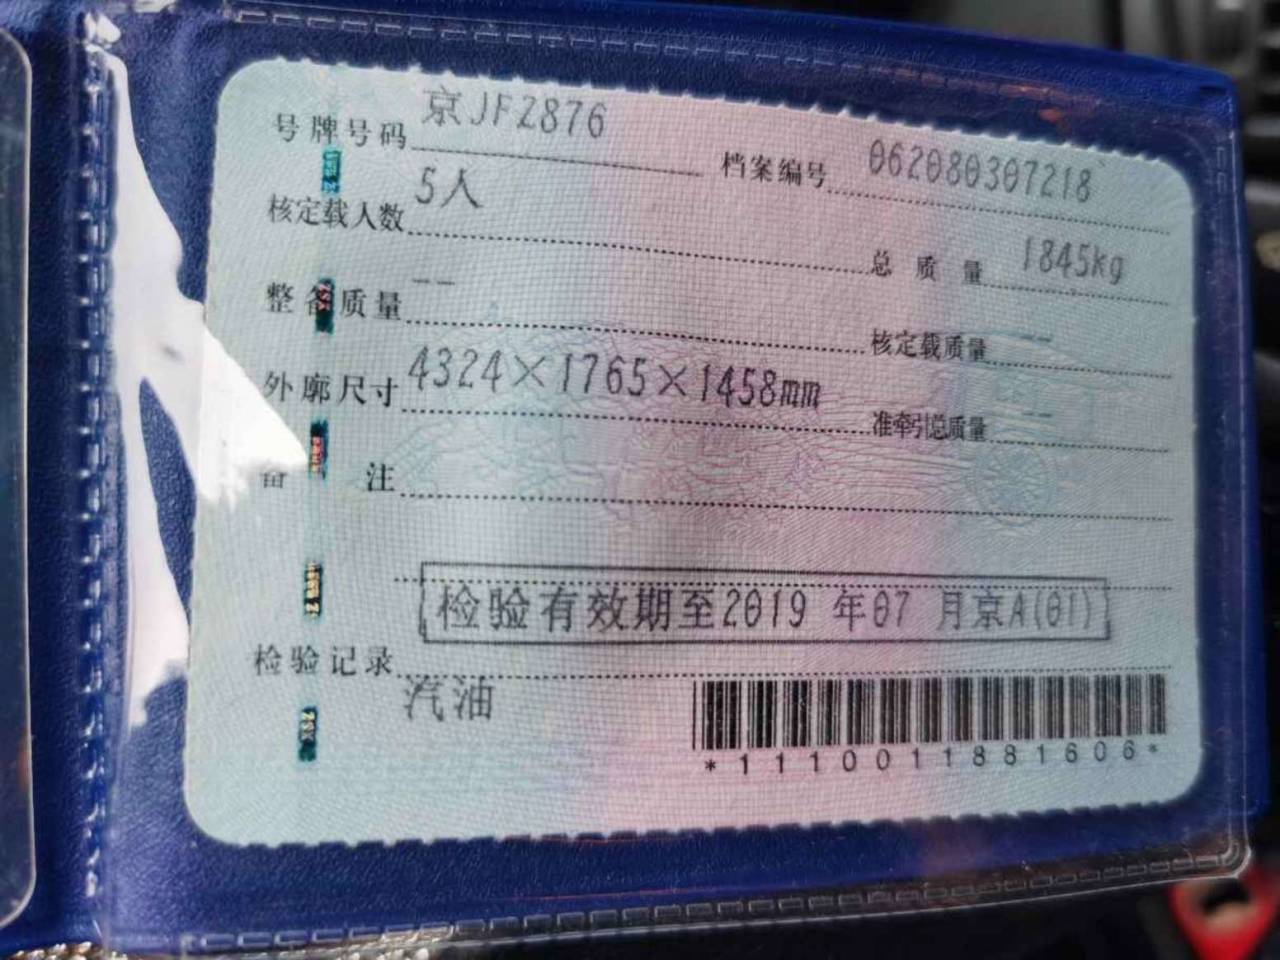 号牌号码 京JF2876 档案编号 062080307218
核定载人数 5人 总质量 1845kg
整备质量 -- 核定载质量 --
外廓尺寸 4324×1765×1458mm 准牵引总质量 --
备注
检验有效期至2019年07月京A(01)
检验记录
汽油
*1110011881606*